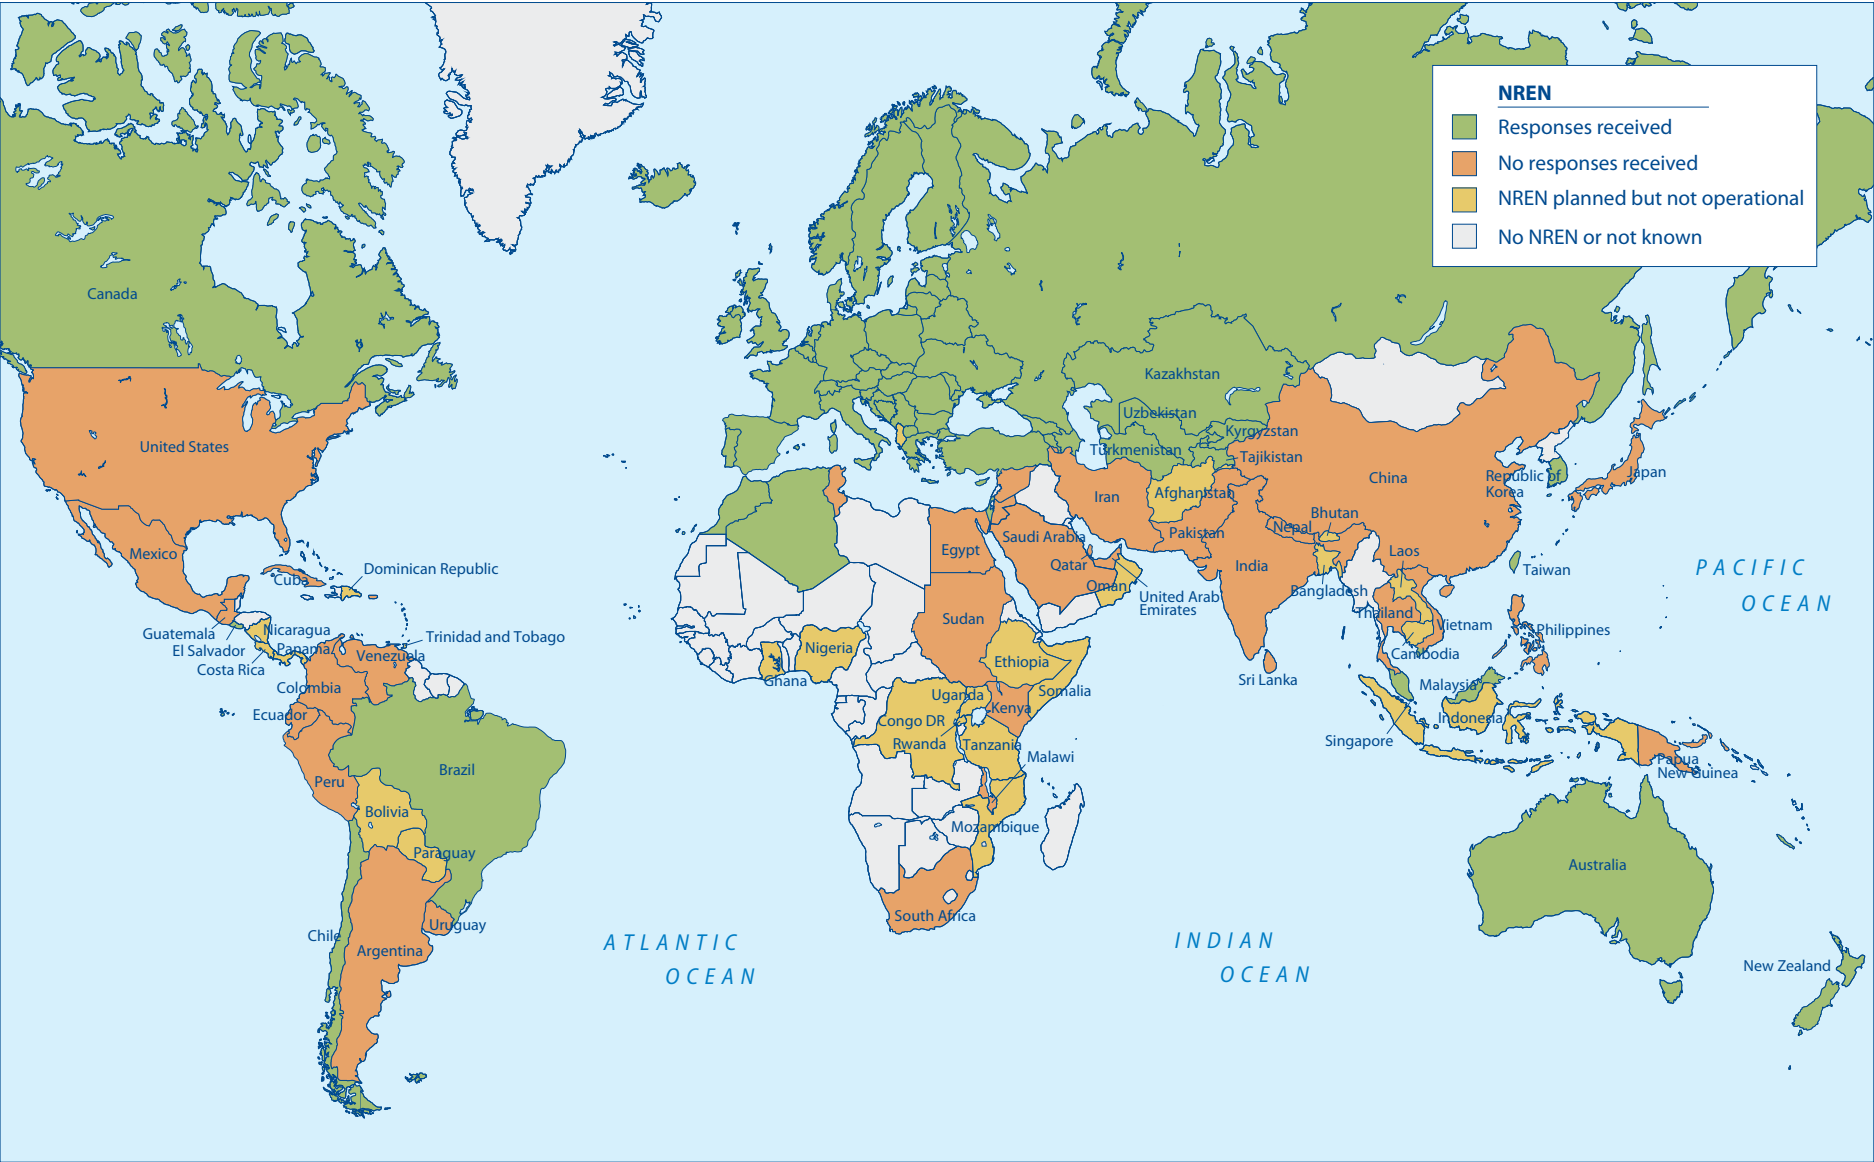 NREN
Responses received
No responses received
NREN planned but not operational
No NREN or not known
Canada
United States
Mexico
Cuba
Dominican Republic
Guatemala
El Salvador
Costa Rica
Nicaragua
Panama
Trinidad and Tobago
Venezuela
Colombia
Ecuador
Peru
Brazil
Bolivia
Paraguay
Chile
Uruguay
Argentina
ATLANTIC
OCEAN
Kazakhstan
Uzbekistan
Kyrgyzstan
Turkmenistan
Tajikistan
Iran
Afghanistan
Pakistan
Saudi Arabia
Qatar
Oman
United Arab
Emirates
Egypt
Sudan
Nigeria
Ghana
Ethiopia
Somalia
Uganda
Kenya
Congo DR
Rwanda
Tanzania
Malawi
Mozambique
South Africa
INDIAN
OCEAN
China
Nepal
Bhutan
India
Bangladesh
Sri Lanka
Laos
Thailand
Vietnam
Cambodia
Republic of
Korea
Japan
Taiwan
Philippines
Malaysia
Indonesia
Singapore
Papua
New Guinea
PACIFIC
OCEAN
Australia
New Zealand